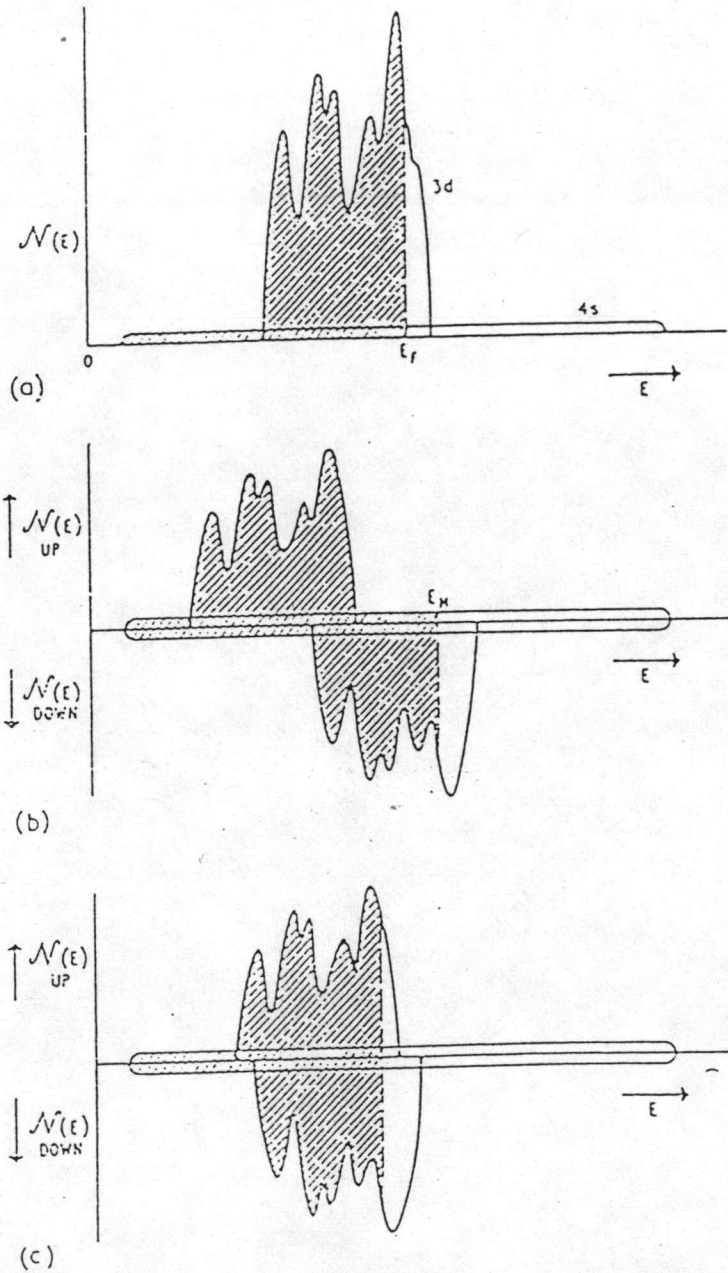 3d
𝒩(E)
4s
0
E_F
E
(a)
𝒩(E)
UP
E_M
E
𝒩(E)
DOWN
(b)
𝒩(E)
UP
E
𝒩(E)
DOWN
(c)